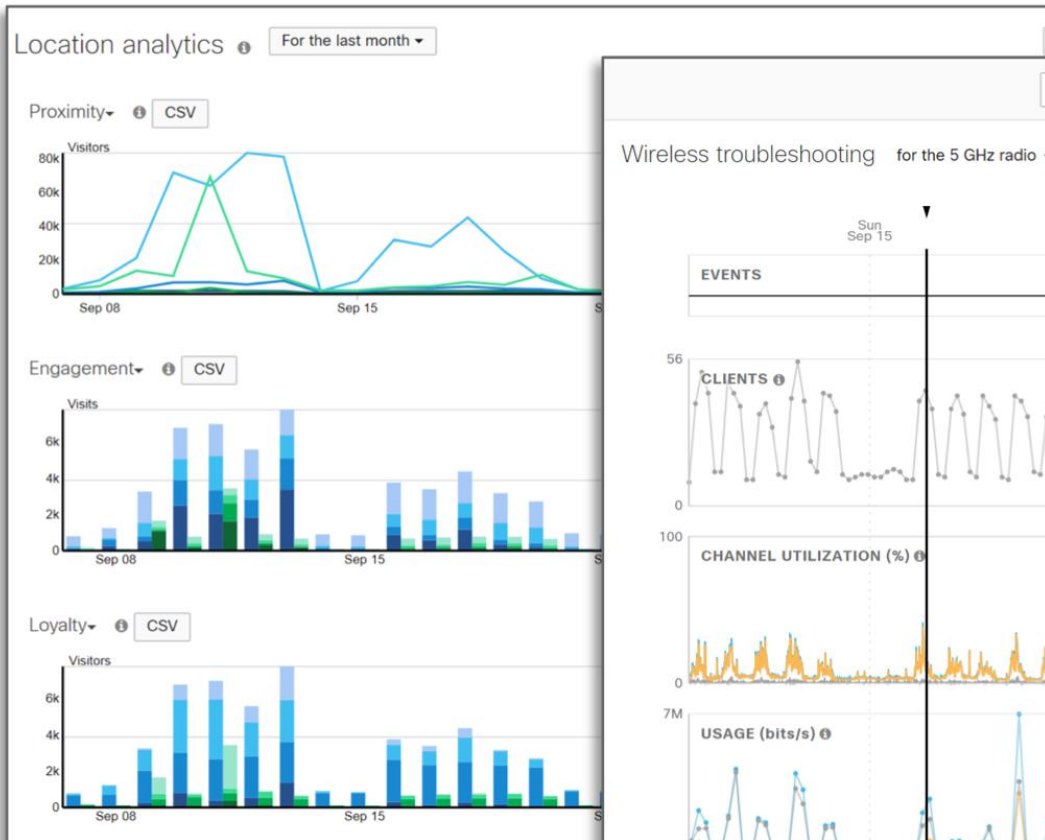 Location analytics For the last month
Proximity CSV
Visitors
80k
60k
40k
20k
0
Sep 08 Sep 15 S
Engagement CSV
Visits
6k
4k
2k
0
Sep 08 Sep 15 S
Loyalty CSV
Visitors
6k
4k
2k
0
Sep 08 Sep 15 S
Wireless troubleshooting for the 5 GHz radio
Sun
Sep 15
EVENTS
56
CLIENTS
0
100
CHANNEL UTILIZATION (%)
0
7M
USAGE (bits/s)